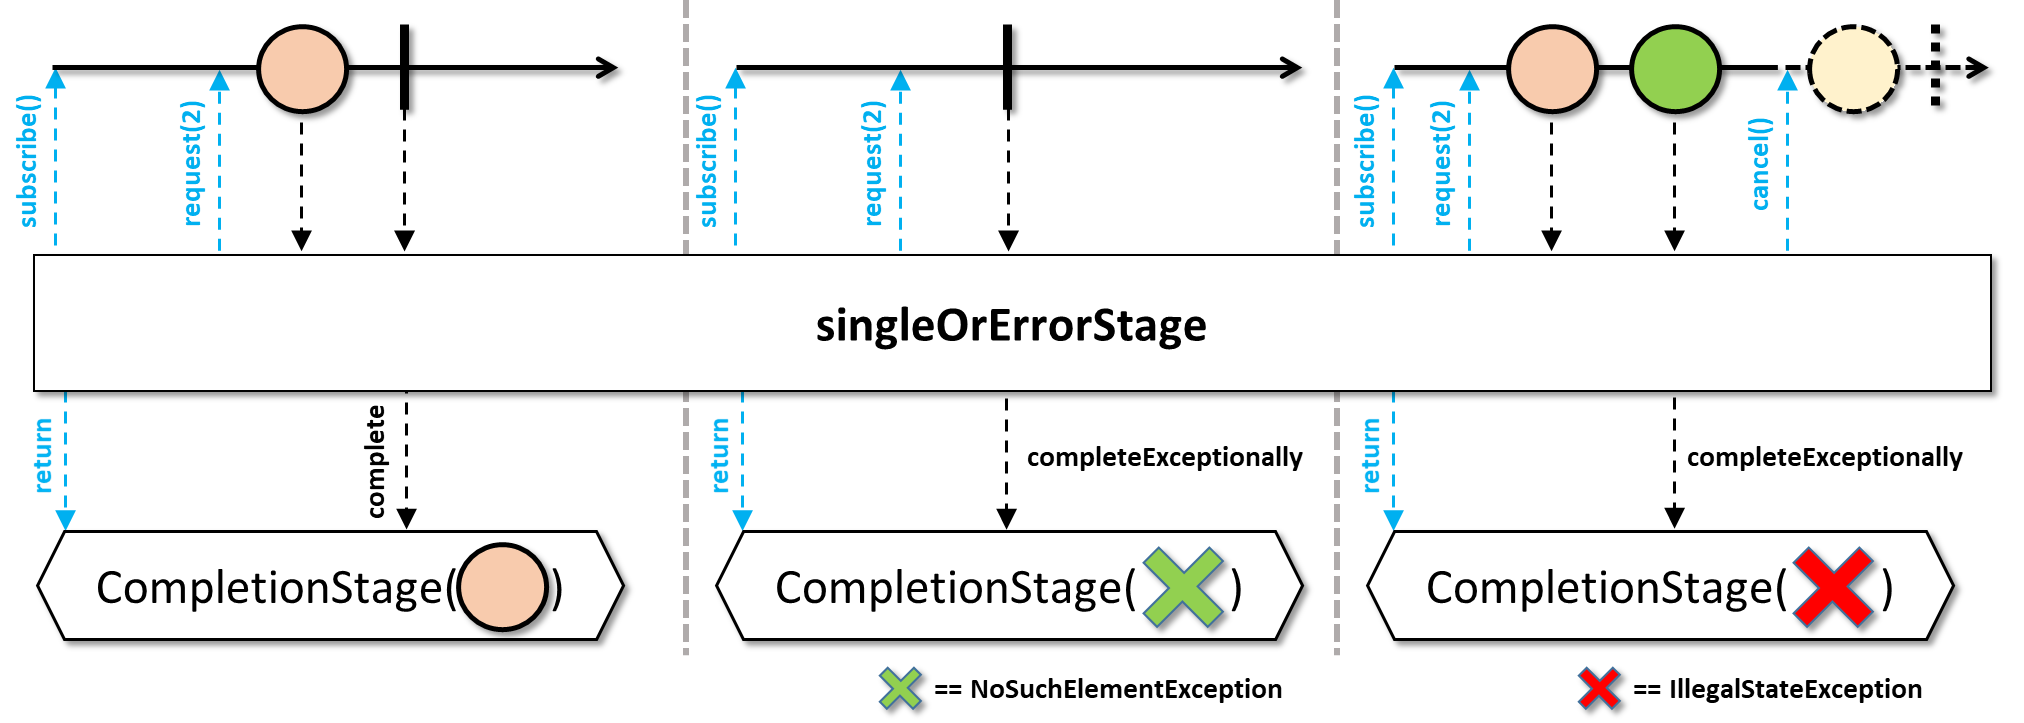 subscribe()
request(2)
subscribe()
request(2)
subscribe()
request(2)
cancel()
singleOrErrorStage
return
complete
return
completeExceptionally
return
completeExceptionally
CompletionStage( )
CompletionStage( )
CompletionStage( )
== NoSuchElementException
== IllegalStateException